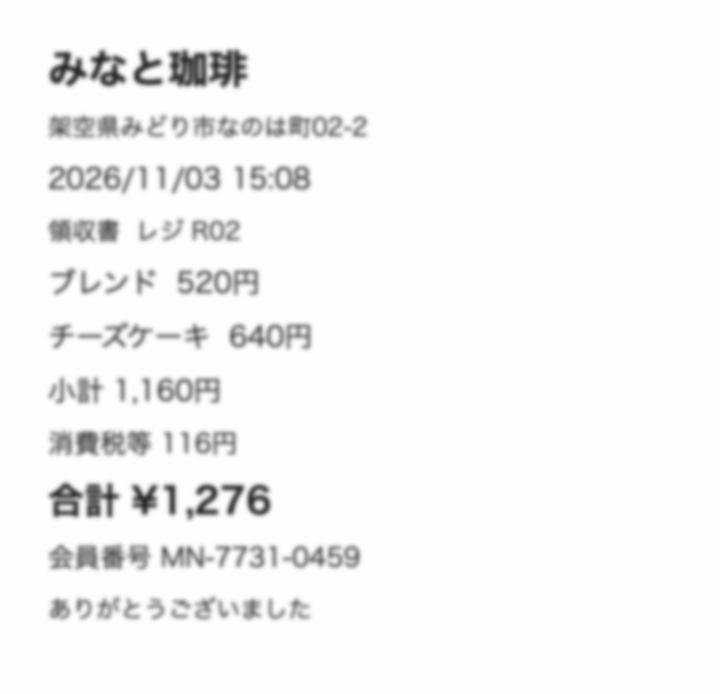 みなと珈琲
架空県みどり市なのは町02-2
2026/11/03 15:08
領収書 レジ R02
ブレンド 520円
チーズケーキ 640円
小計 1,160円
消費税等 116円
合計 ¥1,276
会員番号 MN-7731-0459
ありがとうございました